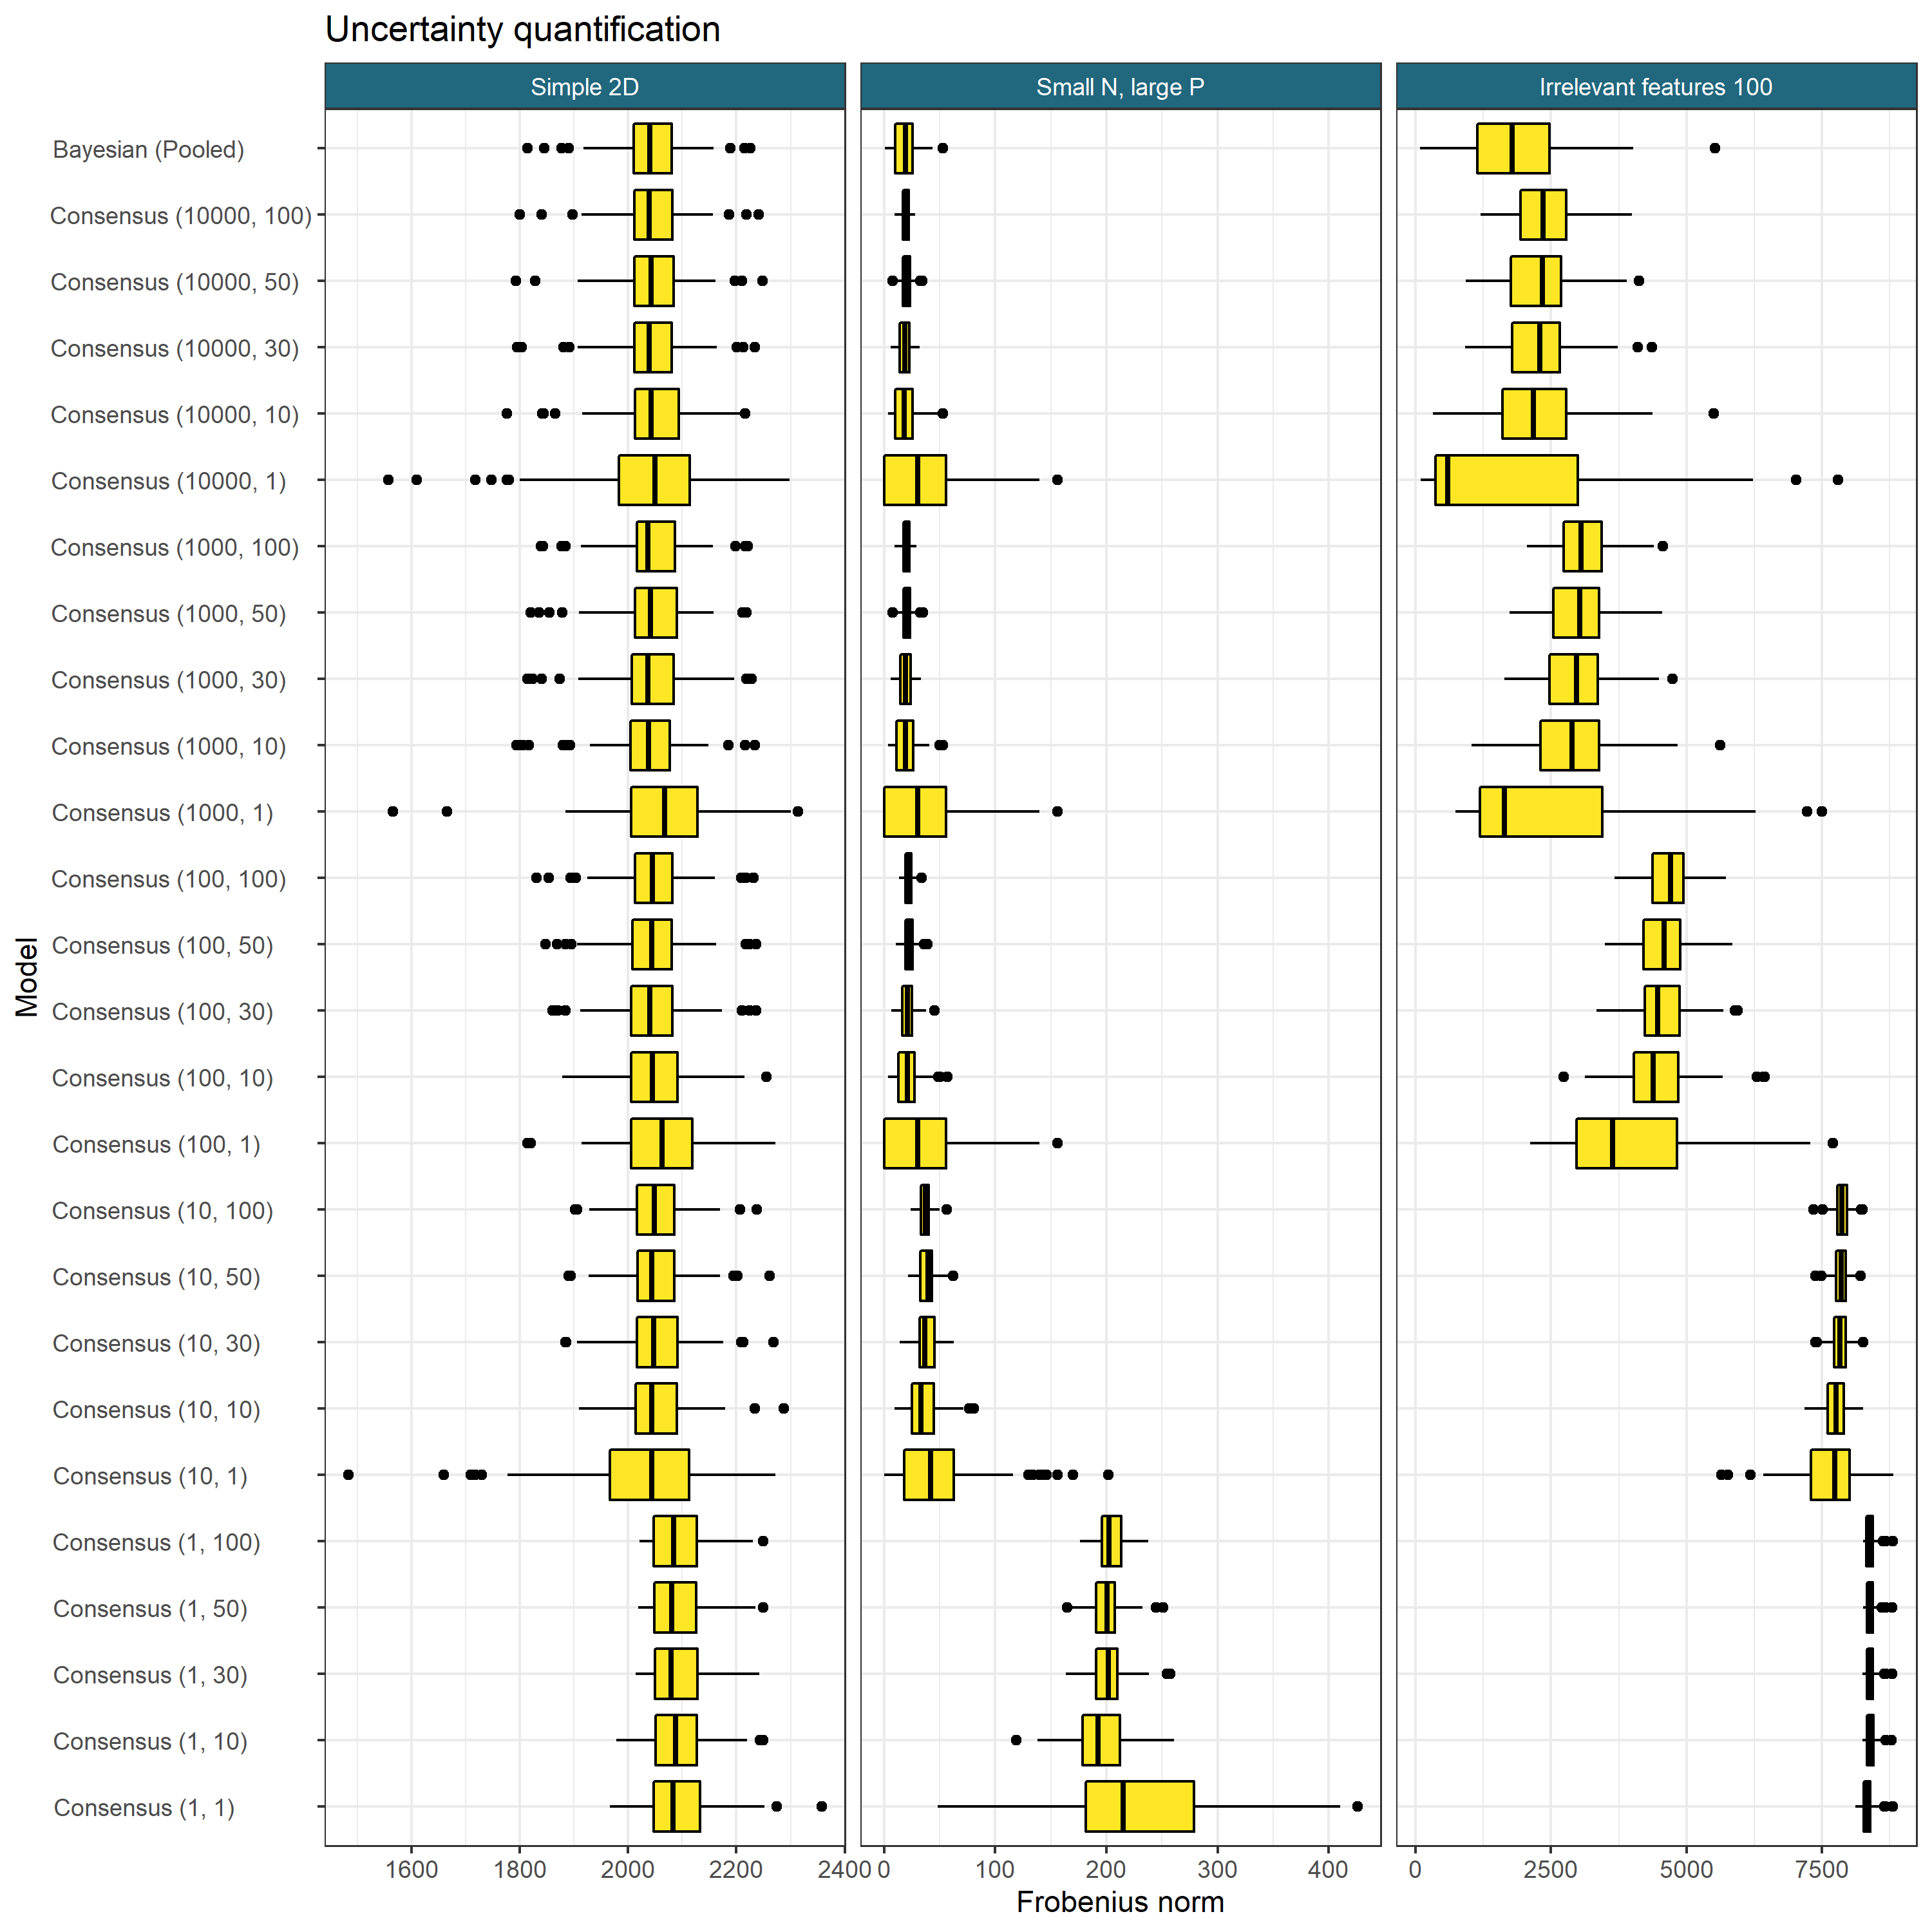 Uncertainty quantification
Simple 2D
Small N, large P
Irrelevant features 100
Model
Bayesian (Pooled)
Consensus (10000, 100)
Consensus (10000, 50)
Consensus (10000, 30)
Consensus (10000, 10)
Consensus (10000, 1)
Consensus (1000, 100)
Consensus (1000, 50)
Consensus (1000, 30)
Consensus (1000, 10)
Consensus (1000, 1)
Consensus (100, 100)
Consensus (100, 50)
Consensus (100, 30)
Consensus (100, 10)
Consensus (100, 1)
Consensus (10, 100)
Consensus (10, 50)
Consensus (10, 30)
Consensus (10, 10)
Consensus (10, 1)
Consensus (1, 100)
Consensus (1, 50)
Consensus (1, 30)
Consensus (1, 10)
Consensus (1, 1)
1600 1800 2000 2200 2400
0 100 200 300 400
0 2500 5000 7500
Frobenius norm